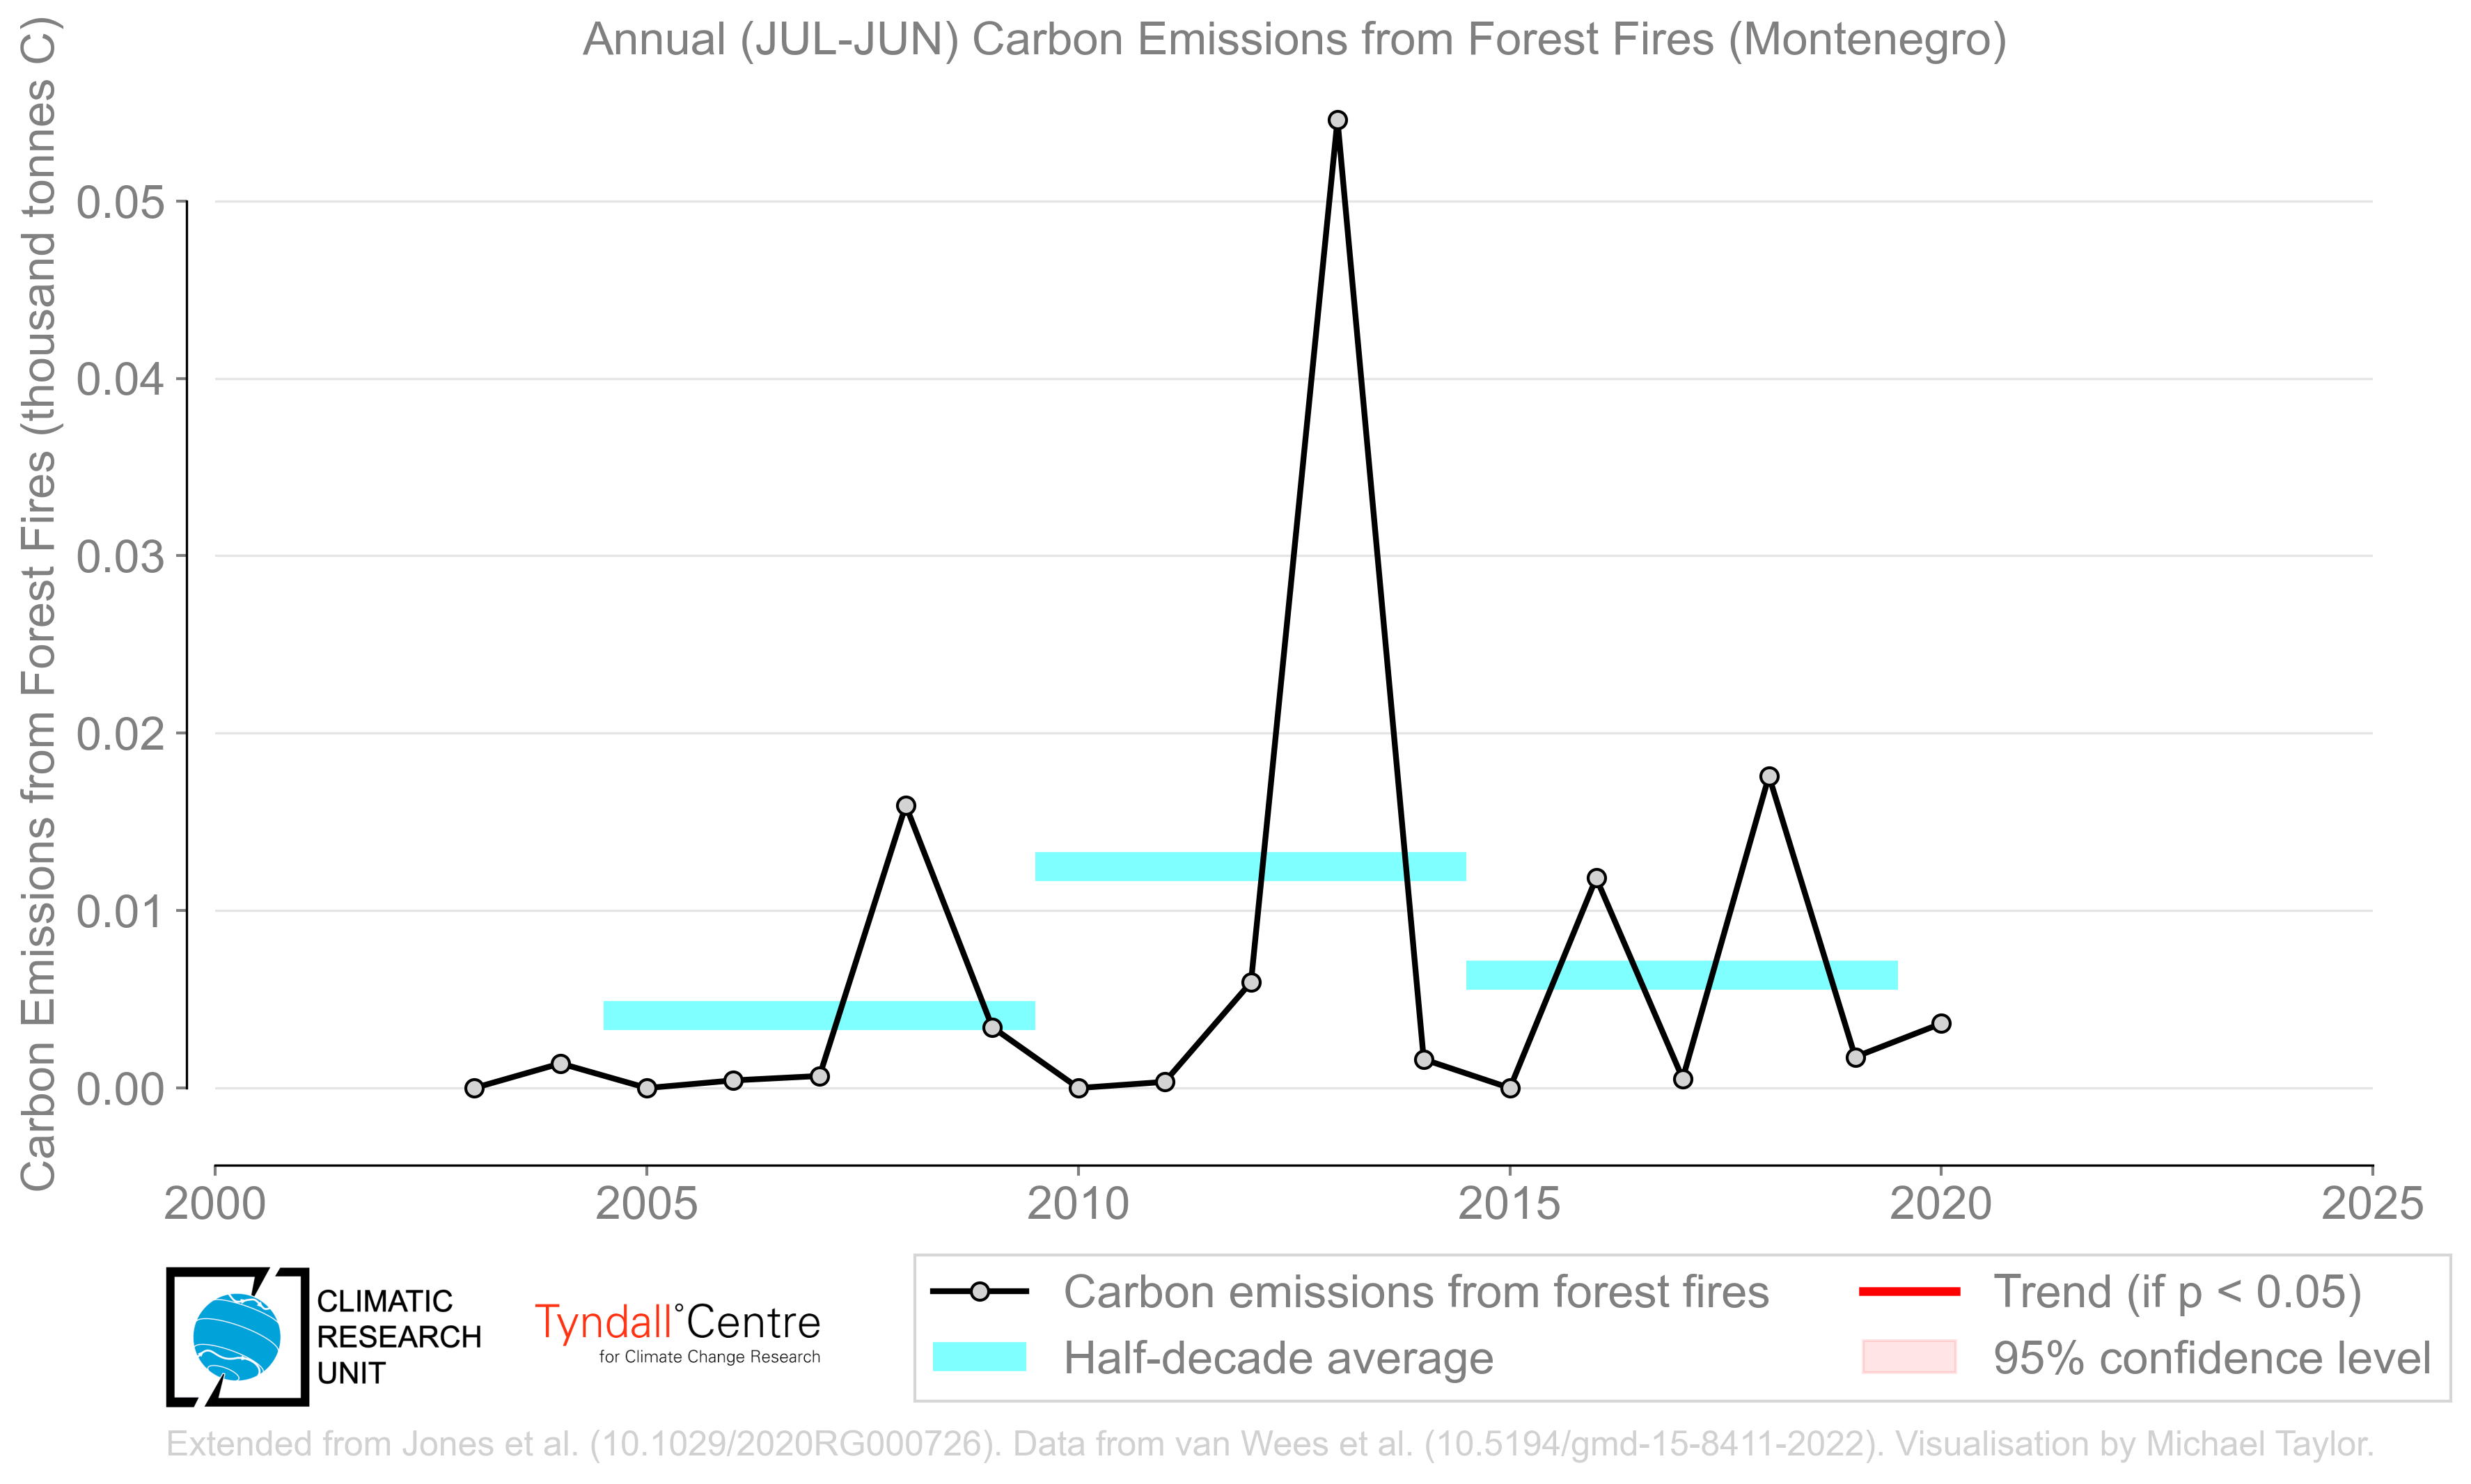 Annual (JUL-JUN) Carbon Emissions from Forest Fires (Montenegro)
Carbon Emissions from Forest Fires (thousand tonnes C)
0.05
0.04
0.03
0.02
0.01
0.00
2000
2005
2010
2015
2020
2025
CLIMATIC
RESEARCH
UNIT
Tyndall°Centre
for Climate Change Research
Carbon emissions from forest fires
Half-decade average
Trend (if p < 0.05)
95% confidence level
Extended from Jones et al. (10.1029/2020RG000726). Data from van Wees et al. (10.5194/gmd-15-8411-2022). Visualisation by Michael Taylor.